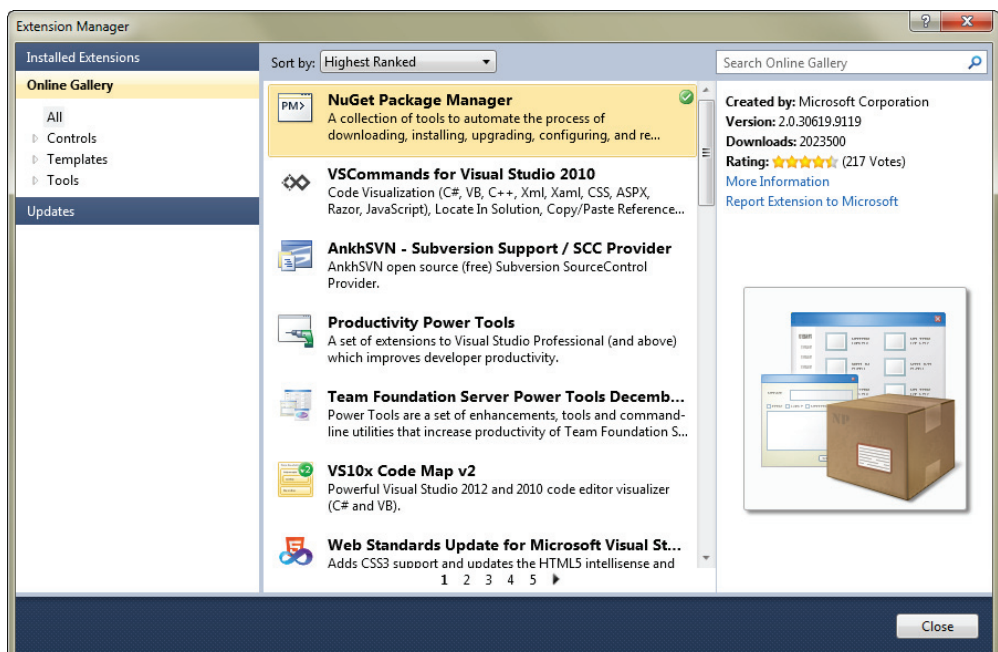 Extension Manager
Installed Extensions
Online Gallery
All
Controls
Templates
Tools
Updates
Sort by: Highest Ranked
PM>
NuGet Package Manager
A collection of tools to automate the process of
downloading, installing, upgrading, configuring, and re...
VSCommands for Visual Studio 2010
Code Visualization (C#, VB, C++, Xml, Xaml, CSS, ASPX,
Razor, JavaScript), Locate In Solution, Copy/Paste Reference...
AnkhSVN - Subversion Support / SCC Provider
AnkhSVN open source (free) Subversion SourceControl
Provider.
Productivity Power Tools
A set of extensions to Visual Studio Professional (and above)
which improves developer productivity.
Team Foundation Server Power Tools Decemb...
Power Tools are a set of enhancements, tools and command-
line utilities that increase productivity of Team Foundation S...
VS10x Code Map v2
Powerful Visual Studio 2012 and 2010 code editor visualizer
(C# and VB).
Web Standards Update for Microsoft Visual St...
Adds CSS3 support and updates the HTML5 intellisense and
1 2 3 4 5
Search Online Gallery
Created by: Microsoft Corporation
Version: 2.0.30619.9119
Downloads: 2023500
Rating: (217 Votes)
More Information
Report Extension to Microsoft
NP
Close